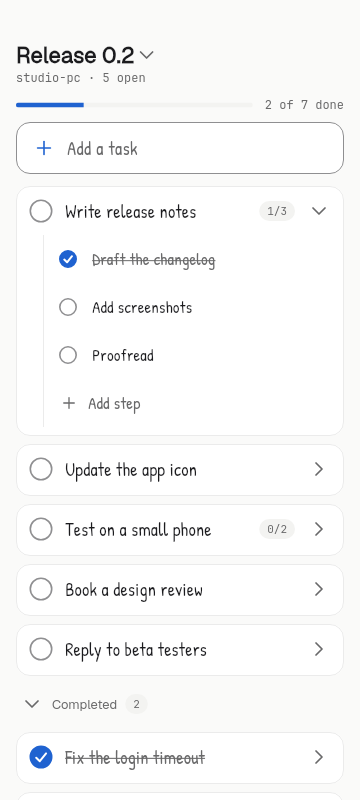 Release 0.2
studio-pc · 5 open
2 of 7 done
Add a task
Write release notes 1/3
Draft the changelog
Add screenshots
Proofread
Add step
Update the app icon
Test on a small phone 0/2
Book a design review
Reply to beta testers
Completed 2
Fix the login timeout